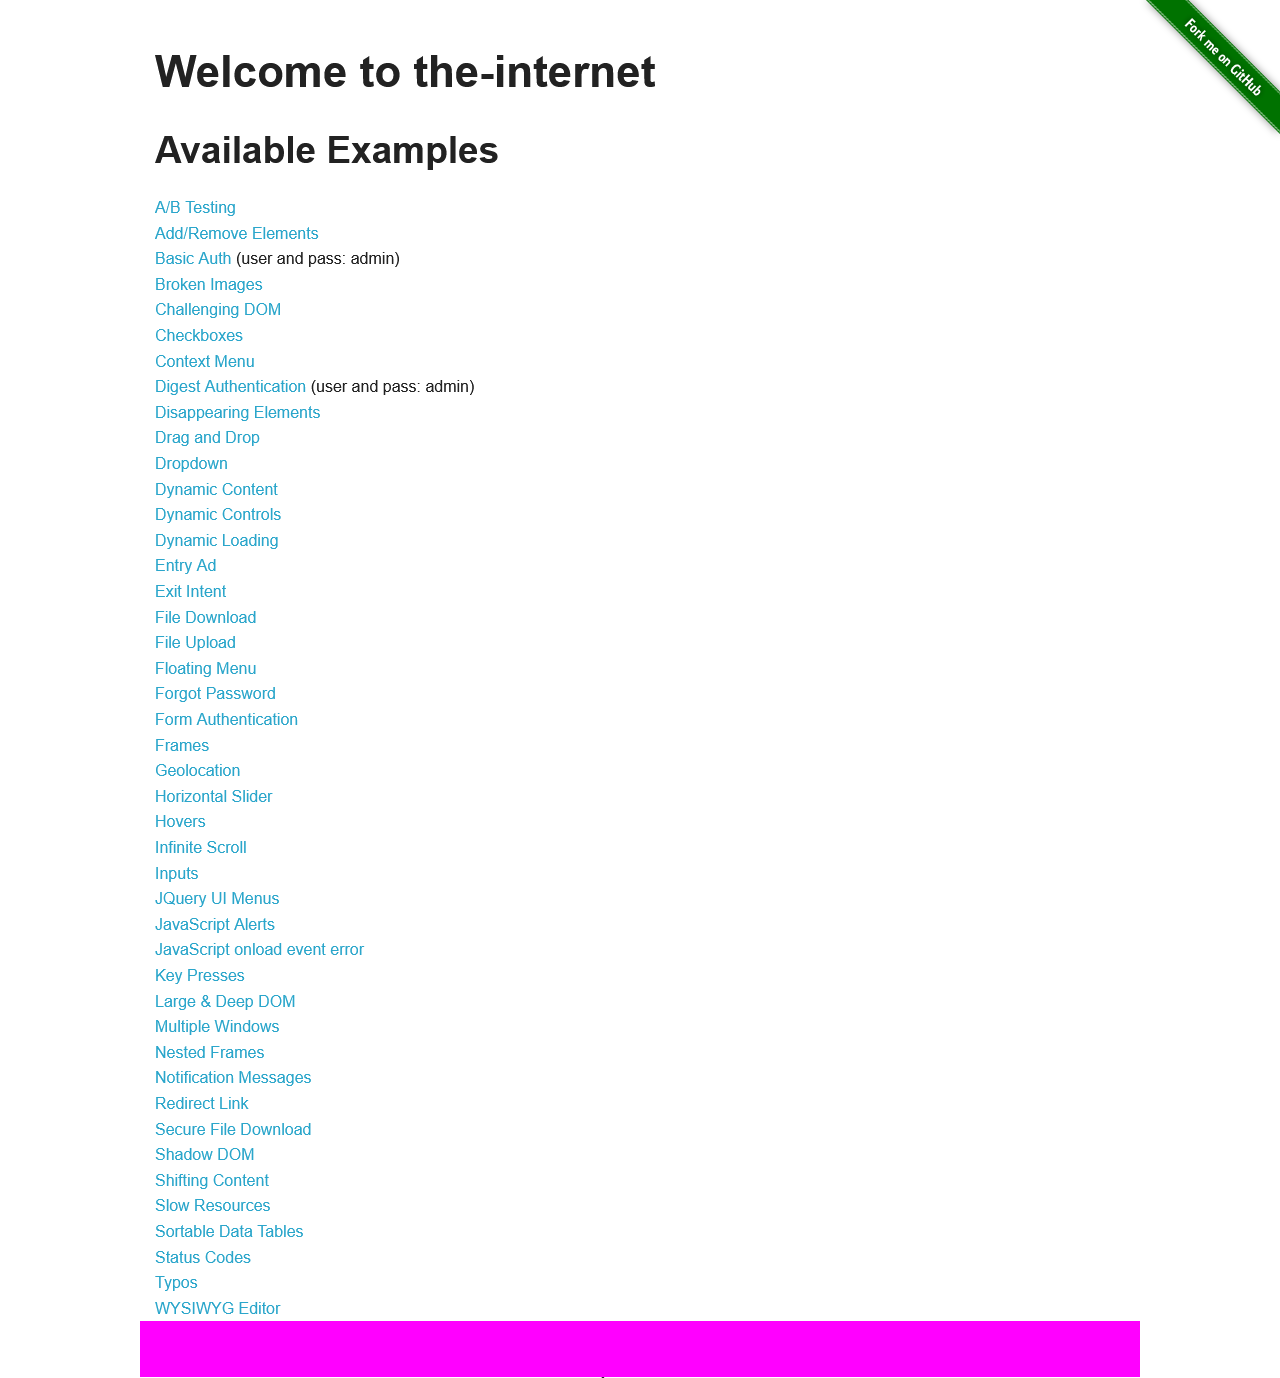 Fork me on GitHub
Welcome to the-internet
Available Examples
A/B Testing
Add/Remove Elements
Basic Auth (user and pass: admin)
Broken Images
Challenging DOM
Checkboxes
Context Menu
Digest Authentication (user and pass: admin)
Disappearing Elements
Drag and Drop
Dropdown
Dynamic Content
Dynamic Controls
Dynamic Loading
Entry Ad
Exit Intent
File Download
File Upload
Floating Menu
Forgot Password
Form Authentication
Frames
Geolocation
Horizontal Slider
Hovers
Infinite Scroll
Inputs
JQuery UI Menus
JavaScript Alerts
JavaScript onload event error
Key Presses
Large & Deep DOM
Multiple Windows
Nested Frames
Notification Messages
Redirect Link
Secure File Download
Shadow DOM
Shifting Content
Slow Resources
Sortable Data Tables
Status Codes
Typos
WYSIWYG Editor